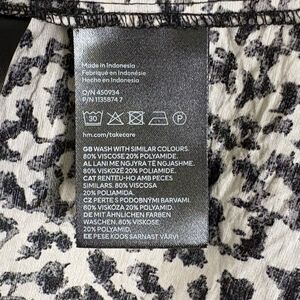 Made in Indonesia
Fabriqué en Indonésie
Hecho en Indonesia
O/N 450934
P/N 1135874 7
30
P
hm.com/takecare
GB WASH WITH SIMILAR COLOURS.
80% VISCOSE 20% POLYAMIDE.
AL LANI ME NGJYRA TË NGJASHME.
80% VISKOZË 20% POLIAMIDE.
CAT RENTEU-HO AMB PECES
SIMILARS. 80% VISCOSA
20% POLIAMIDA.
CZ PERTE S PODOBNÝMI BARVAMI.
80% VISKÓZA 20% POLYAMID.
DE MIT ÄHNLICHEN FARBEN
WASCHEN. 80% VISKOSE
20% POLYAMID.
EE PESE KOOS SARNAST VÄRVI